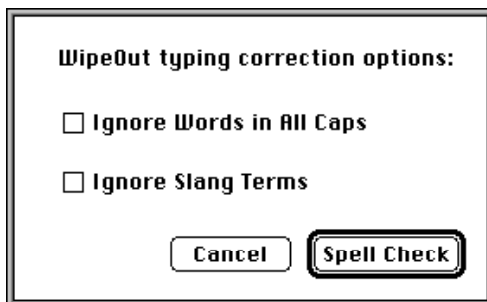 WipeOut typing correction options:
Ignore Words in All Caps
Ignore Slang Terms
Cancel Spell Check